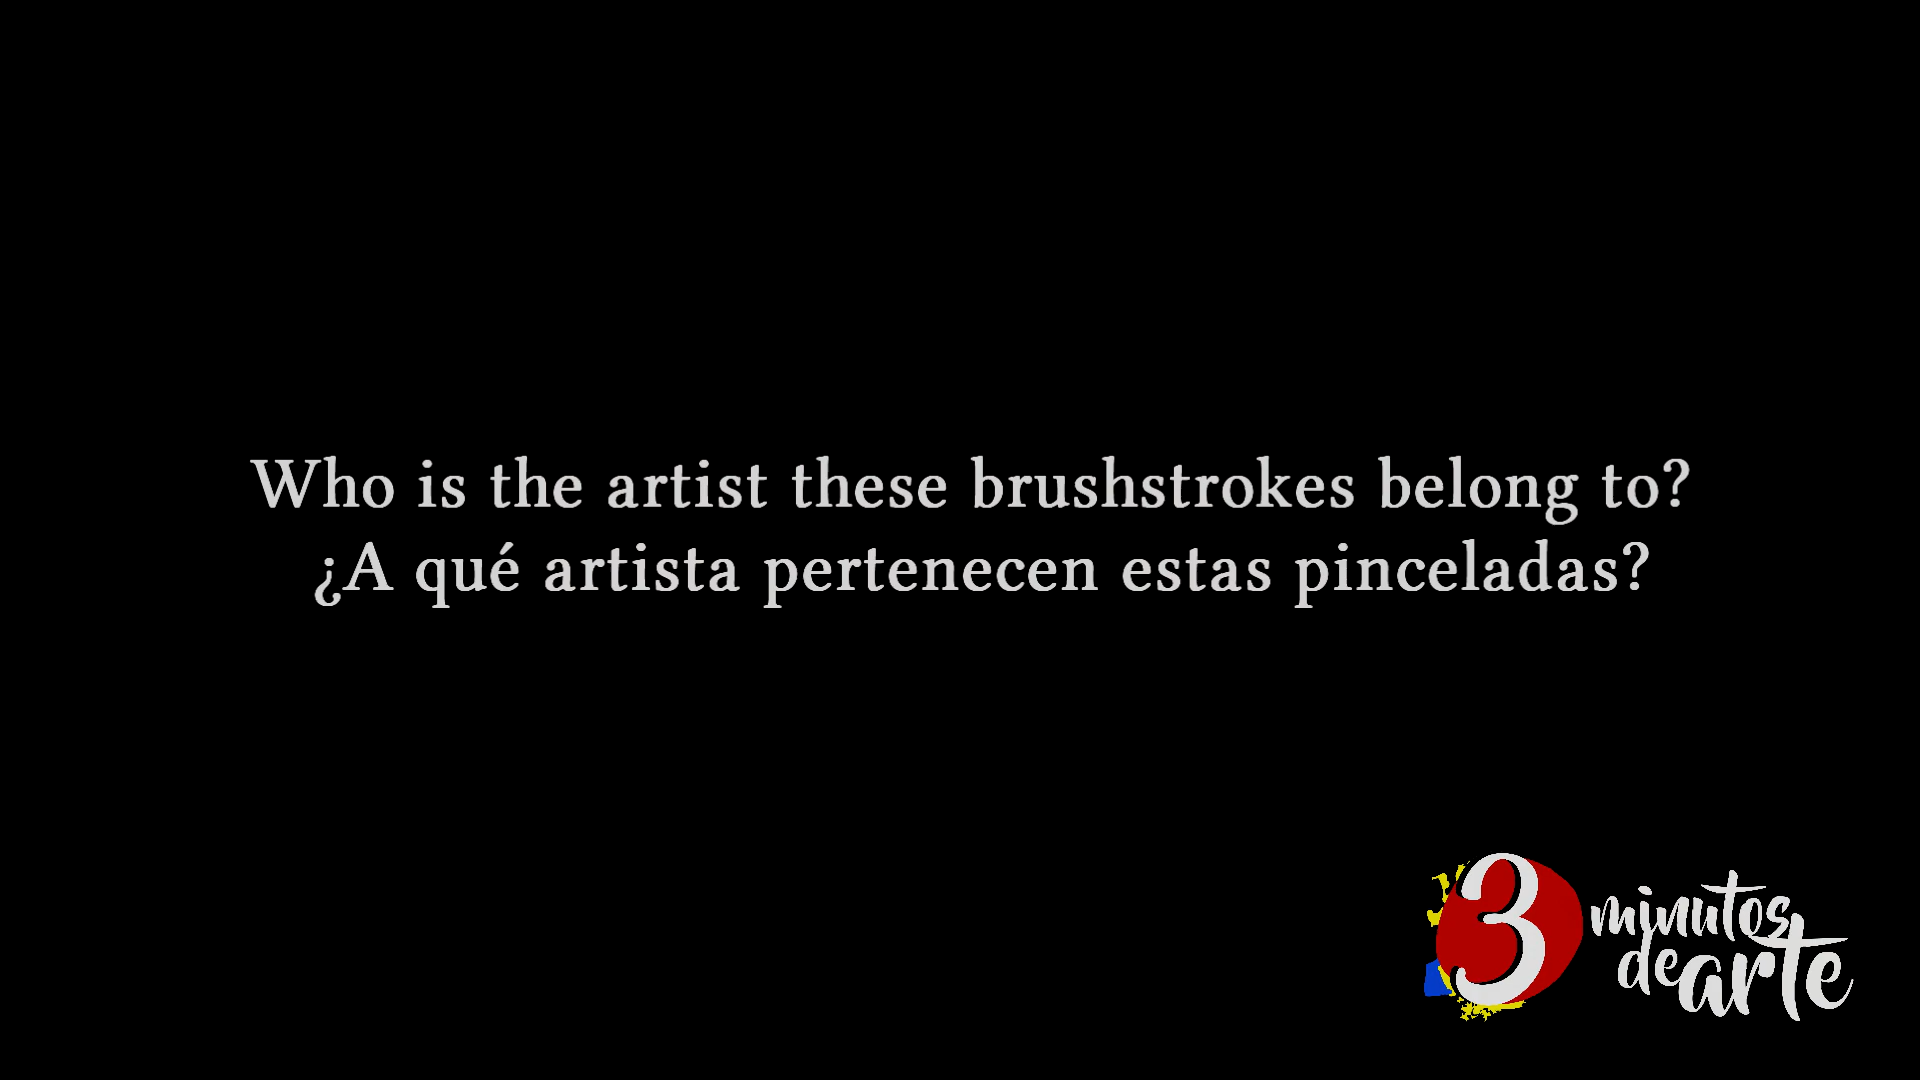 Who is the artist these brushstrokes belong to?
¿A qué artista pertenecen estas pinceladas?
3 minutos
de arte